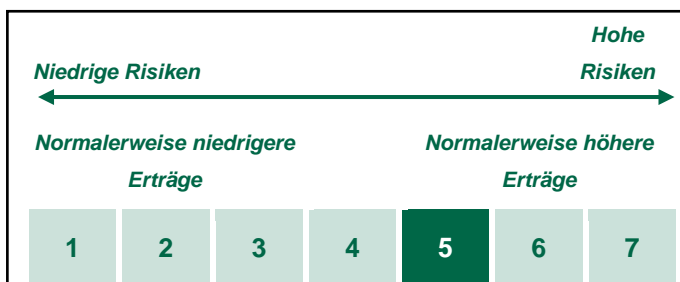 Hohe
Niedrige Risiken Risiken
Normalerweise niedrigere Normalerweise höhere
Erträge Erträge
1 2 3 4 5 6 7